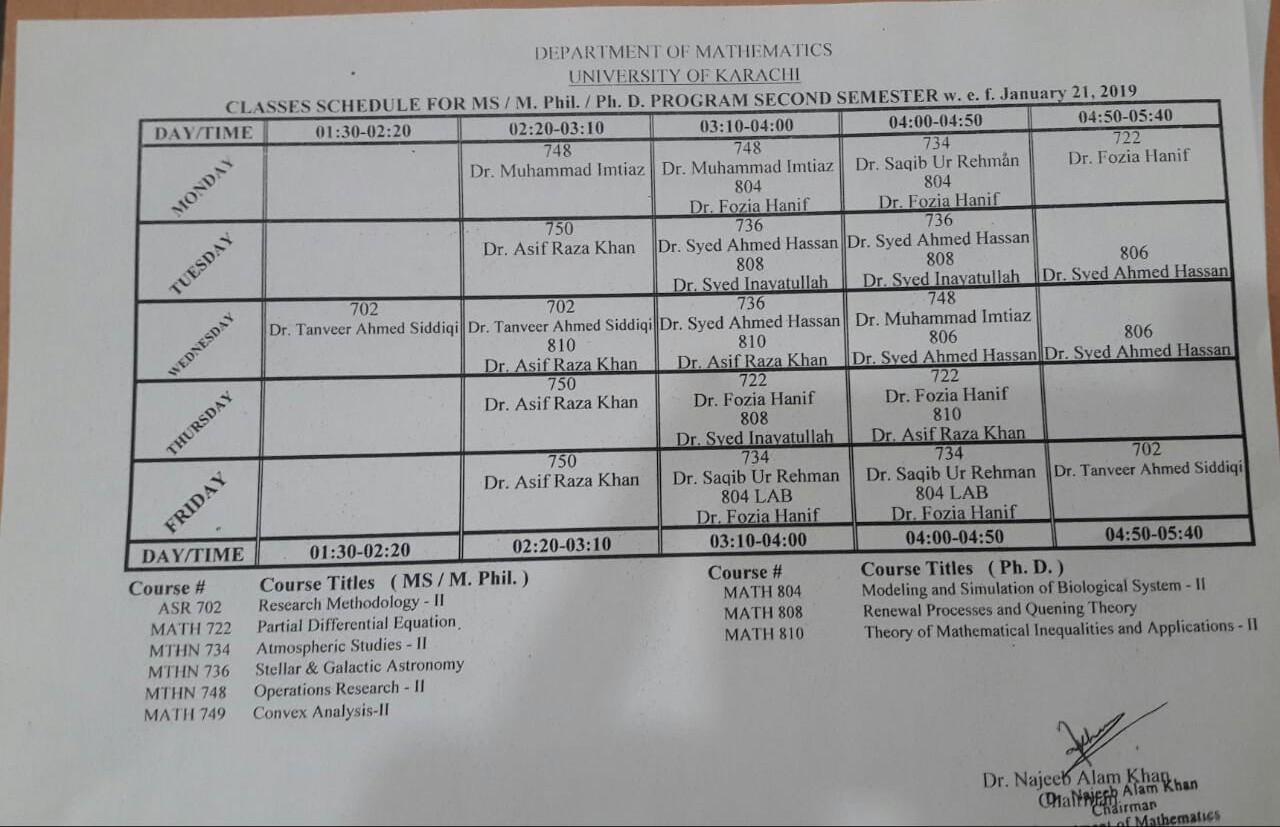 DEPARTMENT OF MATHEMATICS
UNIVERSITY OF KARACHI
CLASSES SCHEDULE FOR MS / M. Phil. / Ph. D. PROGRAM SECOND SEMESTER w. e. f. January 21, 2019
DAY/TIME 01:30-02:20 02:20-03:10 03:10-04:00 04:00-04:50 04:50-05:40
MONDAY
748
Dr. Muhammad Imtiaz
748
Dr. Muhammad Imtiaz
804
Dr. Fozia Hanif
734
Dr. Saqib Ur Rehman
804
Dr. Fozia Hanif
722
Dr. Fozia Hanif
TUESDAY
750
Dr. Asif Raza Khan
736
Dr. Syed Ahmed Hassan
808
Dr. Syed Inayatullah
736
Dr. Syed Ahmed Hassan
808
Dr. Syed Inayatullah
806
Dr. Syed Ahmed Hassan
WEDNESDAY
702
Dr. Tanveer Ahmed Siddiqi
702
Dr. Tanveer Ahmed Siddiqi
810
Dr. Asif Raza Khan
736
Dr. Syed Ahmed Hassan
810
Dr. Asif Raza Khan
748
Dr. Muhammad Imtiaz
806
Dr. Syed Ahmed Hassan
806
Dr. Syed Ahmed Hassan
THURSDAY
750
Dr. Asif Raza Khan
722
Dr. Fozia Hanif
808
Dr. Syed Inayatullah
722
Dr. Fozia Hanif
810
Dr. Asif Raza Khan
FRIDAY
750
Dr. Asif Raza Khan
734
Dr. Saqib Ur Rehman
804 LAB
Dr. Fozia Hanif
734
Dr. Saqib Ur Rehman
804 LAB
Dr. Fozia Hanif
702
Dr. Tanveer Ahmed Siddiqi
DAY/TIME 01:30-02:20 02:20-03:10 03:10-04:00 04:00-04:50 04:50-05:40
Course # Course Titles ( MS / M. Phil. )
ASR 702 Research Methodology - II
MATH 722 Partial Differential Equation
MTHN 734 Atmospheric Studies - II
MTHN 736 Stellar & Galactic Astronomy
MTHN 748 Operations Research - II
MATH 749 Convex Analysis-II
Course # Course Titles ( Ph. D. )
MATH 804 Modeling and Simulation of Biological System - II
MATH 808 Renewal Processes and Quening Theory
MATH 810 Theory of Mathematical Inequalities and Applications - II
Dr. Najeeb Alam Khan
Chairman
Dr. Najeeb Alam Khan
Chairman
of Mathematics